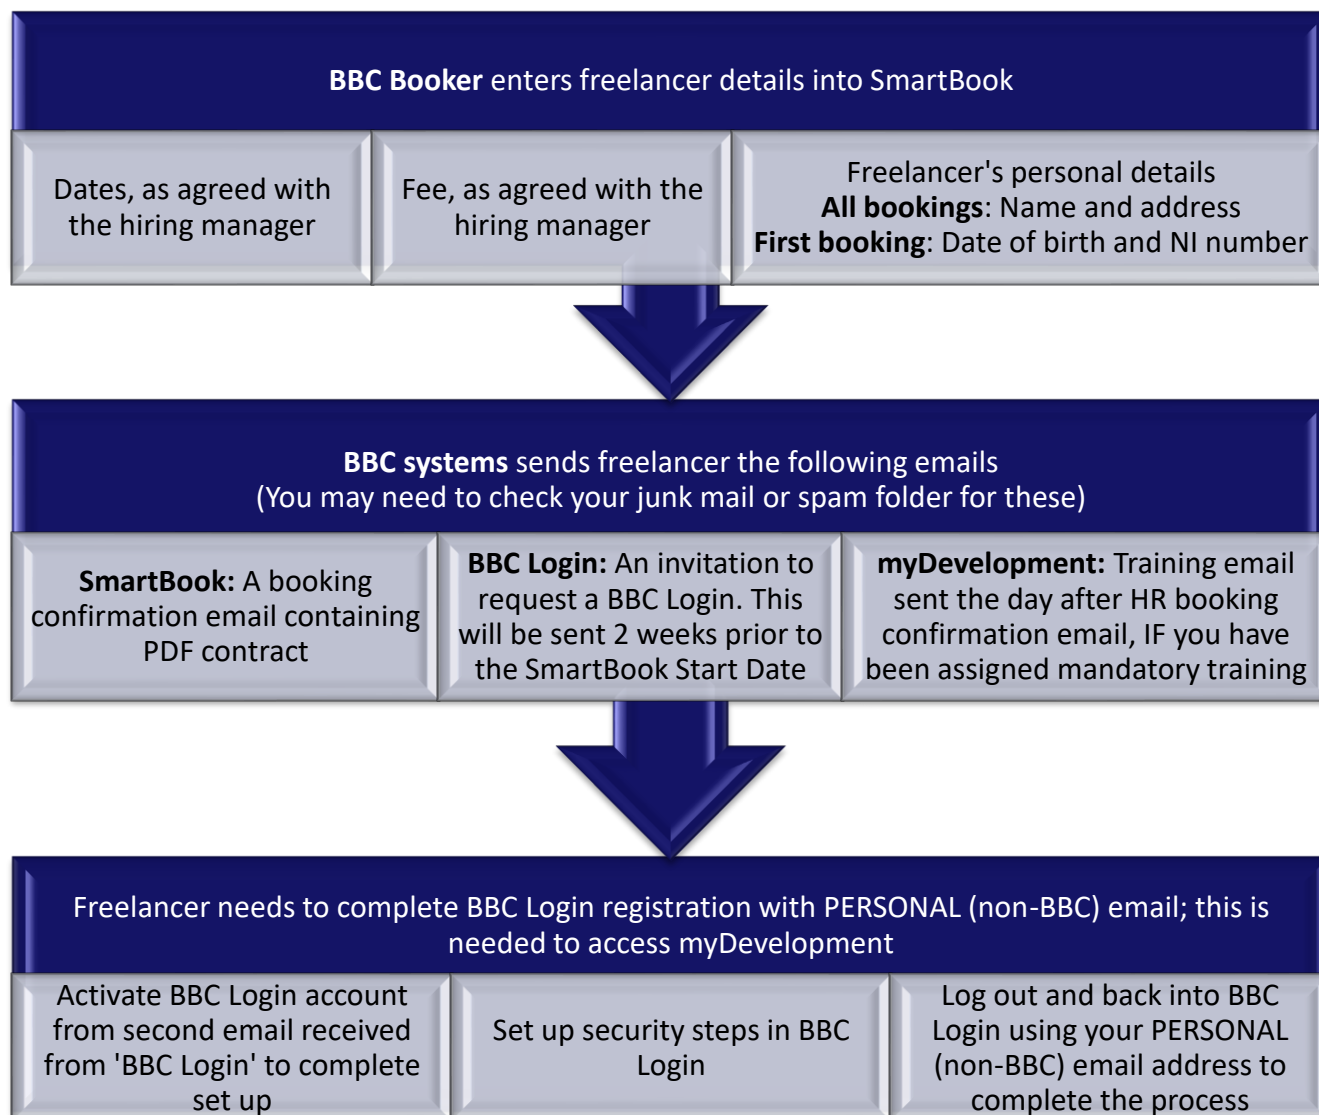 BBC Booker enters freelancer details into SmartBook
Dates, as agreed with
the hiring manager
Fee, as agreed with the
hiring manager
Freelancer's personal details
All bookings: Name and address
First booking: Date of birth and NI number
BBC systems sends freelancer the following emails
(You may need to check your junk mail or spam folder for these)
SmartBook: A booking
confirmation email containing
PDF contract
BBC Login: An invitation to
request a BBC Login. This
will be sent 2 weeks prior to
the SmartBook Start Date
myDevelopment: Training email
sent the day after HR booking
confirmation email, IF you have
been assigned mandatory training
Freelancer needs to complete BBC Login registration with PERSONAL (non-BBC) email; this is
needed to access myDevelopment
Activate BBC Login account
from second email received
from 'BBC Login' to complete
set up
Set up security steps in BBC
Login
Log out and back into BBC
Login using your PERSONAL
(non-BBC) email address to
complete the process